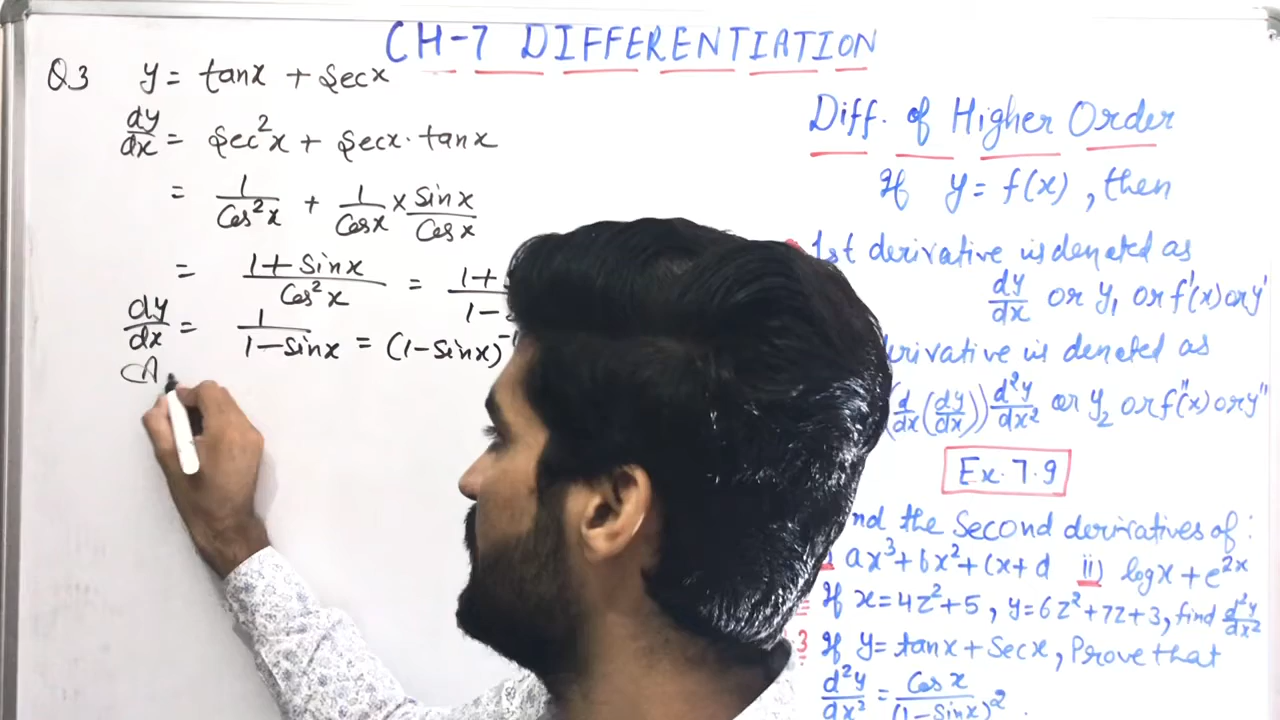 CH-7 DIFFERENTIATION
Q3 y = tanx + Secx
dy/dx = Sec²x + Secx · tanx
= 1/Cos²x + 1/Cosx × Sinx/Cosx
= 1+Sinx/Cos²x = 1+
1-
dy/dx = 1/1-Sinx = (1-Sinx)⁻
Diff. of Higher Order
If y = f(x), then
1st derivative is denoted as
dy/dx or y₁ or f'(x) or y'
is denoted as
(d/dx(dy/dx)) d²y/dx² or y₂ or f"(x) or y"
Ex. 7.9
the Second derivatives of :
ax³+bx²+cx+d ii) logx + e²ˣ
If x=4z²+5, y=6z²+7z+3, find d²y/dx²
3 If y=tanx+Secx, Prove that
d²y/dx² = Cosx/(1-Sinx)² .